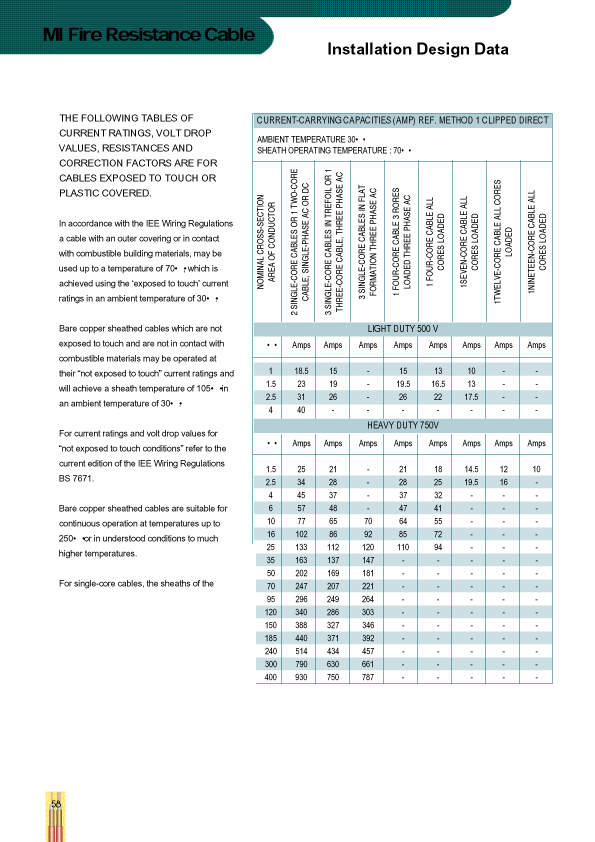 MI Fire Resistance Cable
Installation Design Data
THE FOLLOWING TABLES OF
CURRENT RATINGS, VOLT DROP
VALUES, RESISTANCES AND
CORRECTION FACTORS ARE FOR
CABLES EXPOSED TO TOUCH OR
PLASTIC COVERED.
In accordance with the IEE Wiring Regulations
a cable with an outer covering or in contact
with combustible building materials, may be
used up to a temperature of 70• • which is
achieved using the 'exposed to touch' current
ratings in an ambient temperature of 30• •
Bare copper sheathed cables which are not
exposed to touch and are not in contact with
combustible materials may be operated at
their "not exposed to touch" current ratings and
will achieve a sheath temperature of 105• •in
an ambient temperature of 30• •
For current ratings and volt drop values for
"not exposed to touch conditions" refer to the
current edition of the IEE Wiring Regulations
BS 7671.
Bare copper sheathed cables are suitable for
continuous operation at temperatures up to
250• •or in understood conditions to much
higher temperatures.
For single-core cables, the sheaths of the
CURRENT-CARRYING CAPACITIES (AMP) REF. METHOD 1 CLIPPED DIRECT
AMBIENT TEMPERATURE 30• •
SHEATH OPERATING TEMPERATURE : 70• •
NOMINAL CROSS-SECTION
AREA OF CONDUCTOR
2 SINGLE-CORE CABLES OR 1 TWO-CORE
CABLE, SINGLE-PHASE AC OR DC
3 SINGLE-CORE CABLES IN TREFOIL OR 1
THREE-CORE CABLE, THREE PHASE AC
3 SINGLE-CORE CABLES IN FLAT
FORMATION THREE PHASE AC
1 FOUR-CORE CABLE 3 RORES
LOADED THREE PHASE AC
1 FOUR-CORE CABLE ALL
CORES LOADED
1SEVEN-CORE CABLE ALL
CORES LOADED
1TWELVE-CORE CABLE ALL CORES
LOADED
1NINETEEN-CORE CABLE ALL
CORES LOADED
LIGHT DUTY 500 V
• • Amps Amps Amps Amps Amps Amps Amps Amps
1 18.5 15 - 15 13 10 - -
1.5 23 19 - 19.5 16.5 13 - -
2.5 31 26 - 26 22 17.5 - -
4 40 - - - - - - -
HEAVY DUTY 750V
• • Amps Amps Amps Amps Amps Amps Amps Amps
1.5 25 21 - 21 18 14.5 12 10
2.5 34 28 - 28 25 19.5 16 -
4 45 37 - 37 32 - - -
6 57 48 - 47 41 - - -
10 77 65 70 64 55 - - -
16 102 86 92 85 72 - - -
25 133 112 120 110 94 - - -
35 163 137 147 - - - - -
50 202 169 181 - - - - -
70 247 207 221 - - - - -
95 296 249 264 - - - - -
120 340 286 303 - - - - -
150 388 327 346 - - - - -
185 440 371 392 - - - - -
240 514 434 457 - - - - -
300 790 630 661 - - - - -
400 930 750 787 - - - - -
58